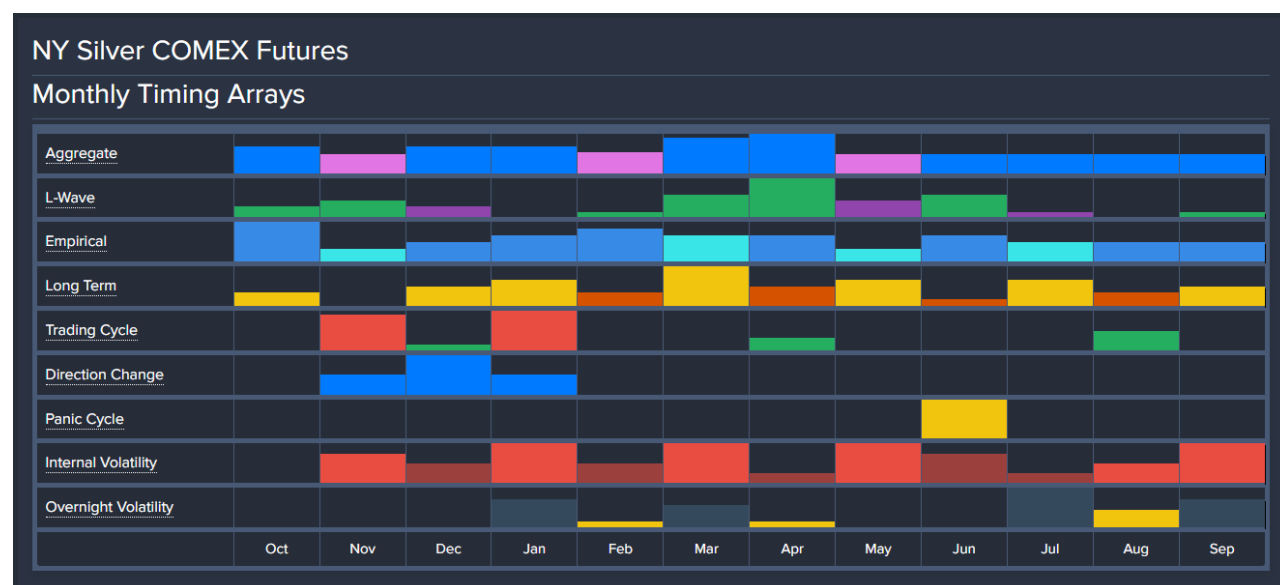 NY Silver COMEX Futures
Monthly Timing Arrays
Aggregate
L-Wave
Empirical
Long Term
Trading Cycle
Direction Change
Panic Cycle
Internal Volatility
Overnight Volatility
Oct Nov Dec Jan Feb Mar Apr May Jun Jul Aug Sep